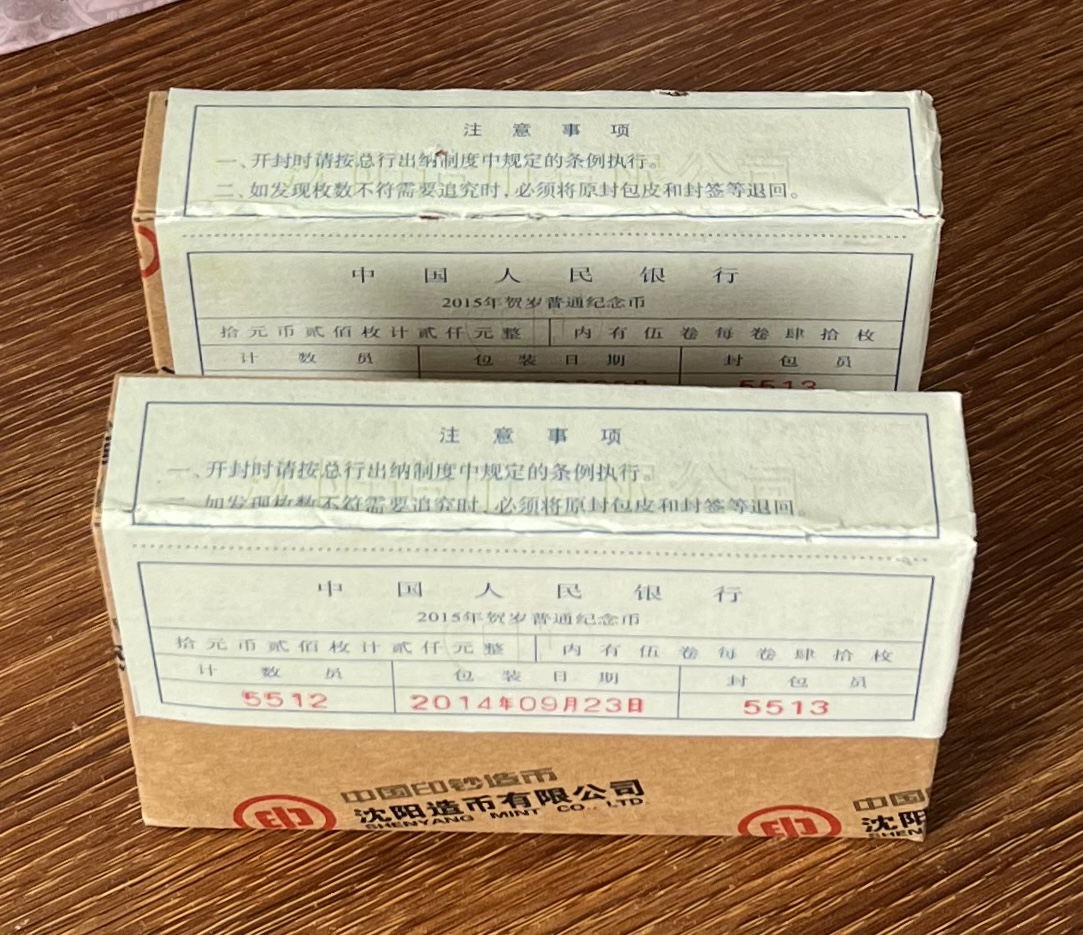 注意事项
一、开封时请按总行出纳制度中规定的条例执行。
二、如发现枚数不符需要追究时,必须将原封包皮和封签等退回。
中国人民银行
2015年贺岁普通纪念币
拾元币贰佰枚计贰仟元整 内有伍卷每卷肆拾枚
计数员 包装日期 封包员
5513
注意事项
一、开封时请按总行出纳制度中规定的条例执行。
二、如发现枚数不符需要追究时,必须将原封包皮和封签等退回。
中国人民银行
2015年贺岁普通纪念币
拾元币贰佰枚计贰仟元整 内有伍卷每卷肆拾枚
计数员 包装日期 封包员
5512 2014年09月23日 5513
中国印钞造币 中国
印 沈阳造币有限公司 印 沈阳
SHENYANG MINT CO., LTD. SHEN